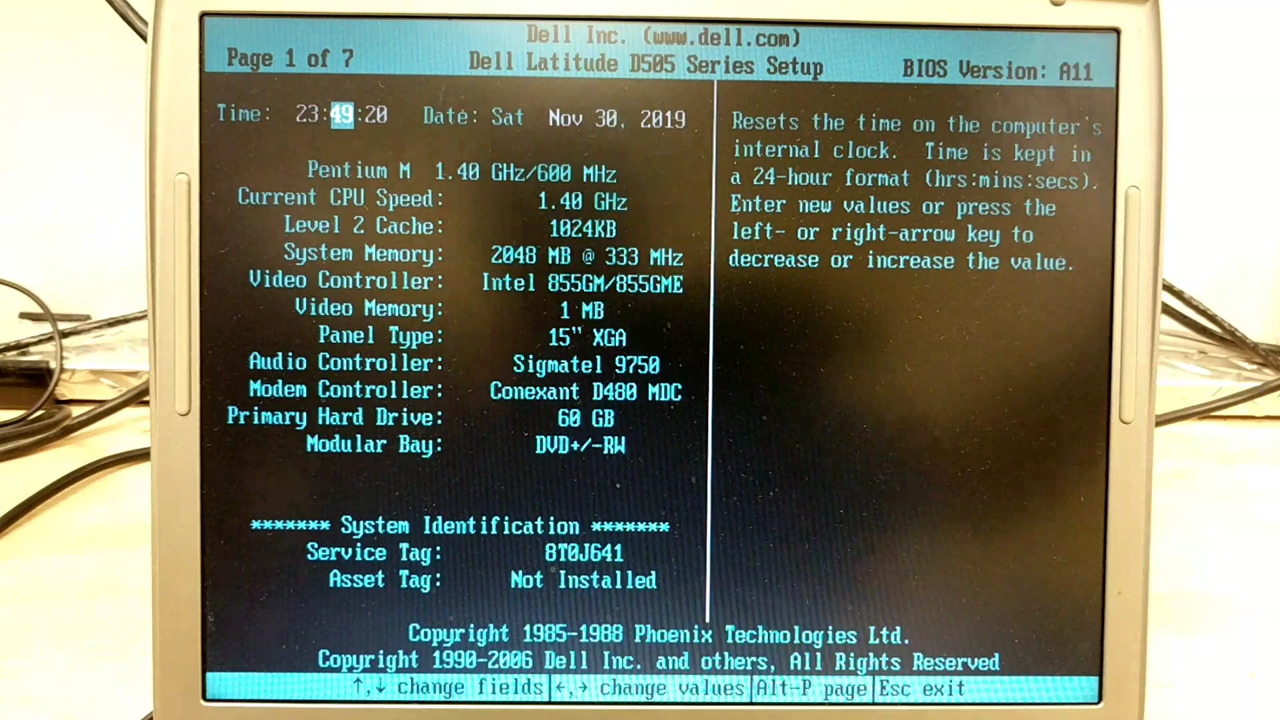 Dell Inc. (www.dell.com)
Page 1 of 7 Dell Latitude D505 Series Setup BIOS Version: A11
Time: 23:49:20 Date: Sat Nov 30, 2019
Pentium M 1.40 GHz/600 MHz
Current CPU Speed: 1.40 GHz
Level 2 Cache: 1024KB
System Memory: 2048 MB @ 333 MHz
Video Controller: Intel 855GM/855GME
Video Memory: 1 MB
Panel Type: 15" XGA
Audio Controller: Sigmatel 9750
Modem Controller: Conexant D480 MDC
Primary Hard Drive: 60 GB
Modular Bay: DVD+/-RW
******* System Identification *******
Service Tag: 8T0J641
Asset Tag: Not Installed
Resets the time on the computer's
internal clock. Time is kept in
a 24-hour format (hrs:mins:secs).
Enter new values or press the
left- or right-arrow key to
decrease or increase the value.
Copyright 1985-1988 Phoenix Technologies Ltd.
Copyright 1990-2006 Dell Inc. and others, All Rights Reserved
↑,↓ change fields|←,→ change values|Alt-P page|Esc exit